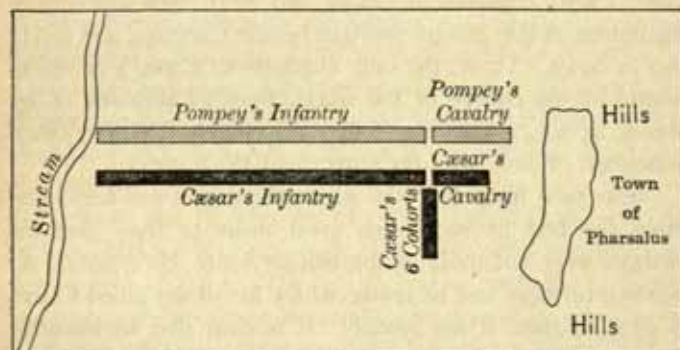 Pompey's Infantry
Pompey's
Cavalry
Hills
Stream
Cæsar's Infantry
Cæsar's
Cavalry
Cæsar's
6 Cohorts
Town
of
Pharsalus
Hills